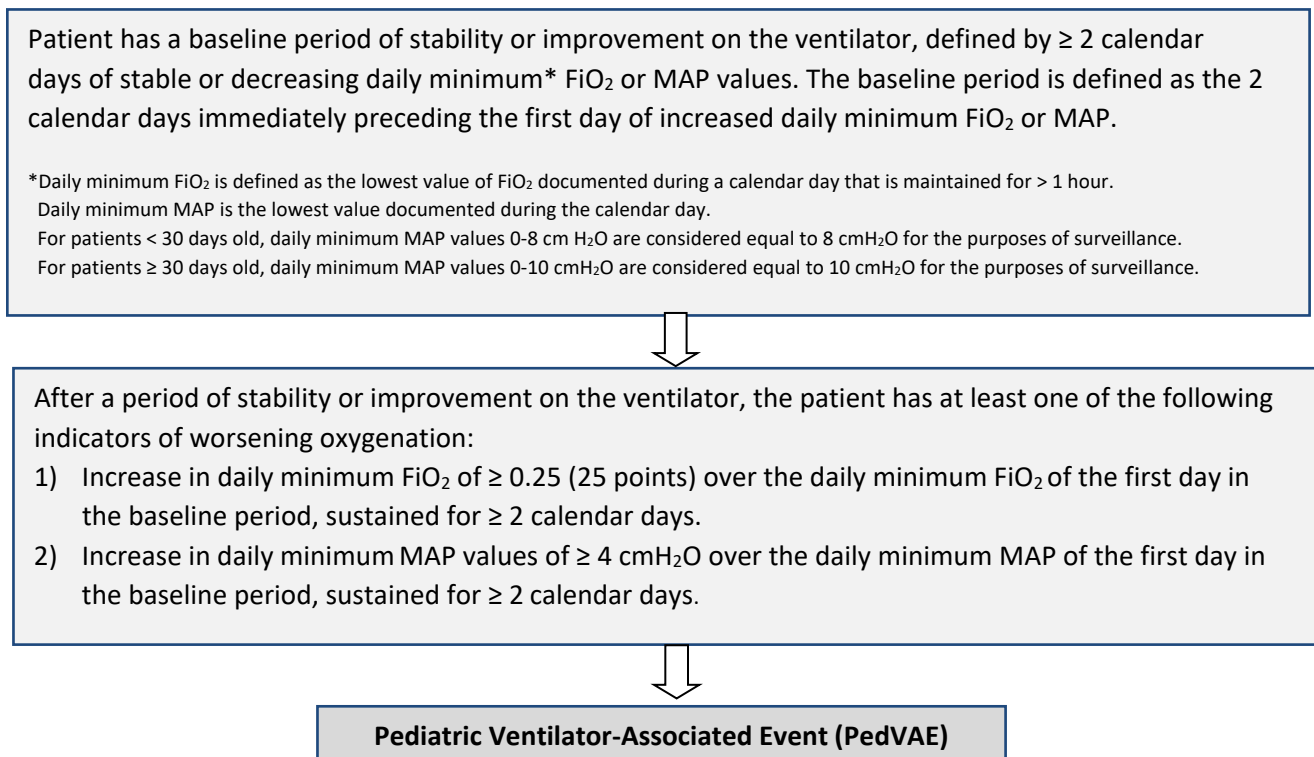 Patient has a baseline period of stability or improvement on the ventilator, defined by ≥ 2 calendar
days of stable or decreasing daily minimum* FiO₂ or MAP values. The baseline period is defined as the 2
calendar days immediately preceding the first day of increased daily minimum FiO₂ or MAP.
*Daily minimum FiO₂ is defined as the lowest value of FiO₂ documented during a calendar day that is maintained for > 1 hour.
Daily minimum MAP is the lowest value documented during the calendar day.
For patients < 30 days old, daily minimum MAP values 0-8 cm H₂O are considered equal to 8 cmH₂O for the purposes of surveillance.
For patients ≥ 30 days old, daily minimum MAP values 0-10 cmH₂O are considered equal to 10 cmH₂O for the purposes of surveillance.
After a period of stability or improvement on the ventilator, the patient has at least one of the following
indicators of worsening oxygenation:
1) Increase in daily minimum FiO₂ of ≥ 0.25 (25 points) over the daily minimum FiO₂ of the first day in
the baseline period, sustained for ≥ 2 calendar days.
2) Increase in daily minimum MAP values of ≥ 4 cmH₂O over the daily minimum MAP of the first day in
the baseline period, sustained for ≥ 2 calendar days.
Pediatric Ventilator-Associated Event (PedVAE)